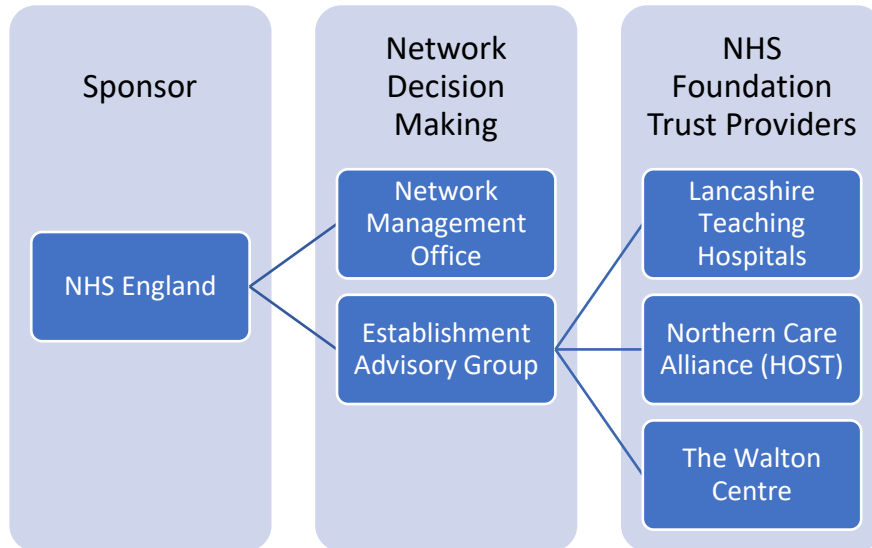 Sponsor
NHS England
Network
Decision
Making
Network
Management
Office
Establishment
Advisory Group
NHS
Foundation
Trust Providers
Lancashire
Teaching
Hospitals
Northern Care
Alliance (HOST)
The Walton
Centre